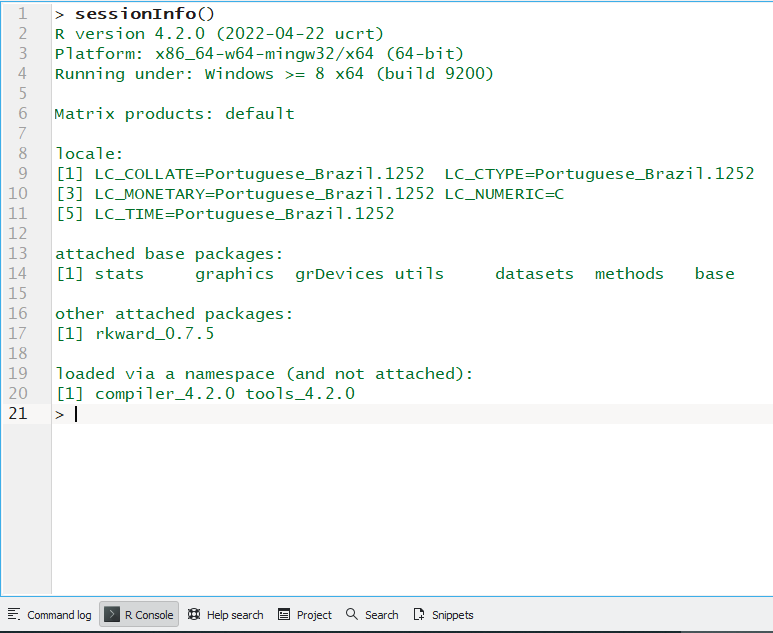 1 > sessionInfo()
2 R version 4.2.0 (2022-04-22 ucrt)
3 Platform: x86_64-w64-mingw32/x64 (64-bit)
4 Running under: Windows >= 8 x64 (build 9200)
5
6 Matrix products: default
7
8 locale:
9 [1] LC_COLLATE=Portuguese_Brazil.1252  LC_CTYPE=Portuguese_Brazil.1252
10 [3] LC_MONETARY=Portuguese_Brazil.1252 LC_NUMERIC=C
11 [5] LC_TIME=Portuguese_Brazil.1252
12
13 attached base packages:
14 [1] stats     graphics  grDevices utils     datasets  methods   base
15
16 other attached packages:
17 [1] rkward_0.7.5
18
19 loaded via a namespace (and not attached):
20 [1] compiler_4.2.0 tools_4.2.0
21 >
Command log R Console Help search Project Search Snippets